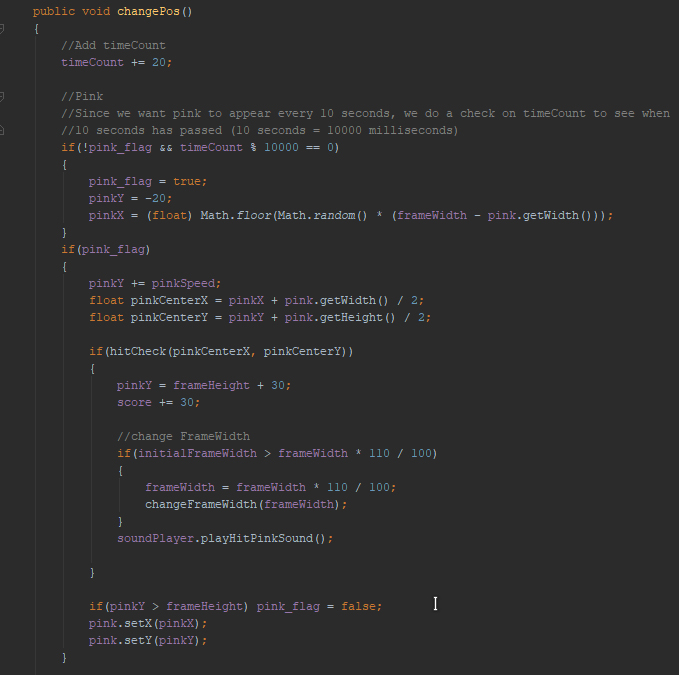 public void changePos()
{
//Add timeCount
timeCount += 20;
//Pink
//Since we want pink to appear every 10 seconds, we do a check on timeCount to see when
//10 seconds has passed (10 seconds = 10000 milliseconds)
if(!pink_flag && timeCount % 10000 == 0)
{
pink_flag = true;
pinkY = -20;
pinkX = (float) Math.floor(Math.random() * (frameWidth - pink.getWidth()));
}
if(pink_flag)
{
pinkY += pinkSpeed;
float pinkCenterX = pinkX + pink.getWidth() / 2;
float pinkCenterY = pinkY + pink.getHeight() / 2;
if(hitCheck(pinkCenterX, pinkCenterY))
{
pinkY = frameHeight + 30;
score += 30;
//change FrameWidth
if(initialFrameWidth > frameWidth * 110 / 100)
{
frameWidth = frameWidth * 110 / 100;
changeFrameWidth(frameWidth);
}
soundPlayer.playHitPinkSound();
}
if(pinkY > frameHeight) pink_flag = false;
pink.setX(pinkX);
pink.setY(pinkY);
}